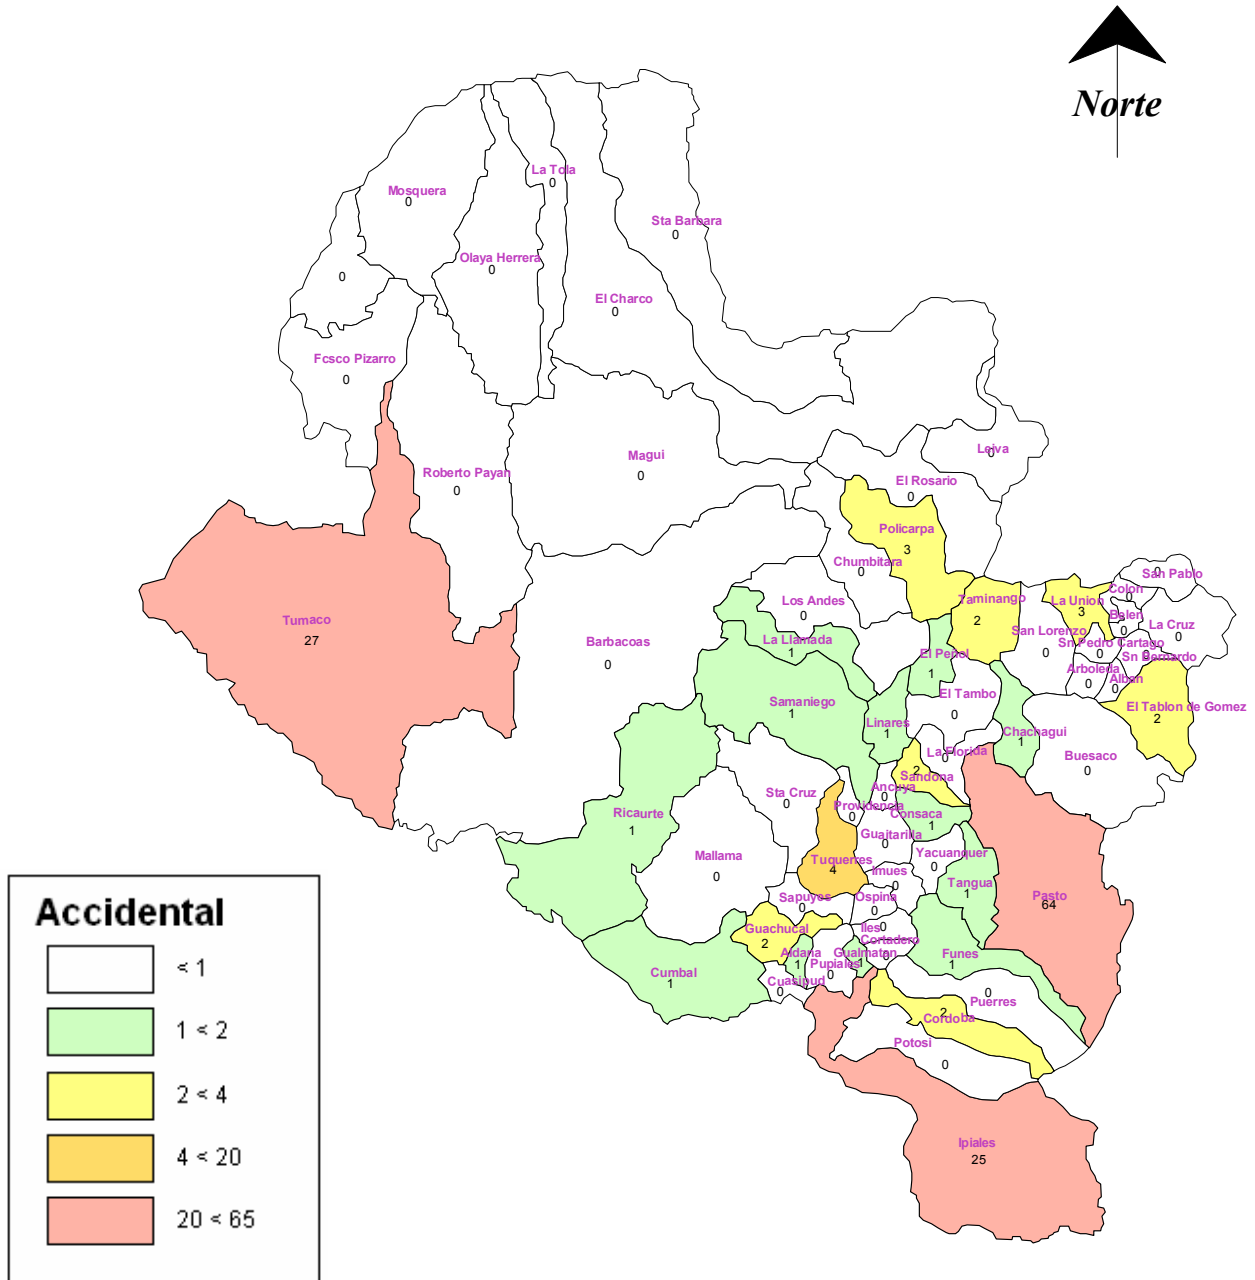 Norte
La Tola
0
Mosquera
0
Sta Barbara
0
Olaya Herrera
0
0
El Charco
0
Fcsco Pizarro
0
Leiva
0
Magui
0
Roberto Payan
0
El Rosario
0
Policarpa
3
Chumbitara
0
San Pablo
0
Colon
0
Taminango
2
La Union
3
Los Andes
0
Belen
0
La Cruz
0
Tumaco
27
San Lorenzo
0
Barbacoas
0
La Llamada
1
Sn Pedro Cartago
0
El Penol
1
Sn Bernardo
0
Arboleda
0
Alban
0
El Tambo
0
Samaniego
1
El Tablon de Gomez
2
Linares
1
Chachagui
1
La Florida
0
Buesaco
0
2
Sandona
Ancuya
0
Sta Cruz
0
Providencia
0
Ricaurte
1
Consaca
1
Guaitarilla
0
Mallama
0
Yacuanquer
0
Tuquerres
4
Imues
0
Tangua
1
Pasto
64
Sapuyes
0
Ospina
0
Guachucal
2
Iles
0
Cortadero
0
Aldana
1
Gualmatan
1
Funes
1
Pupiales
0
Cumbal
1
Cuaspud
0
0
Puerres
2
Cordoba
Potosi
0
Ipiales
25
Accidental
< 1
1 < 2
2 < 4
4 < 20
20 < 65